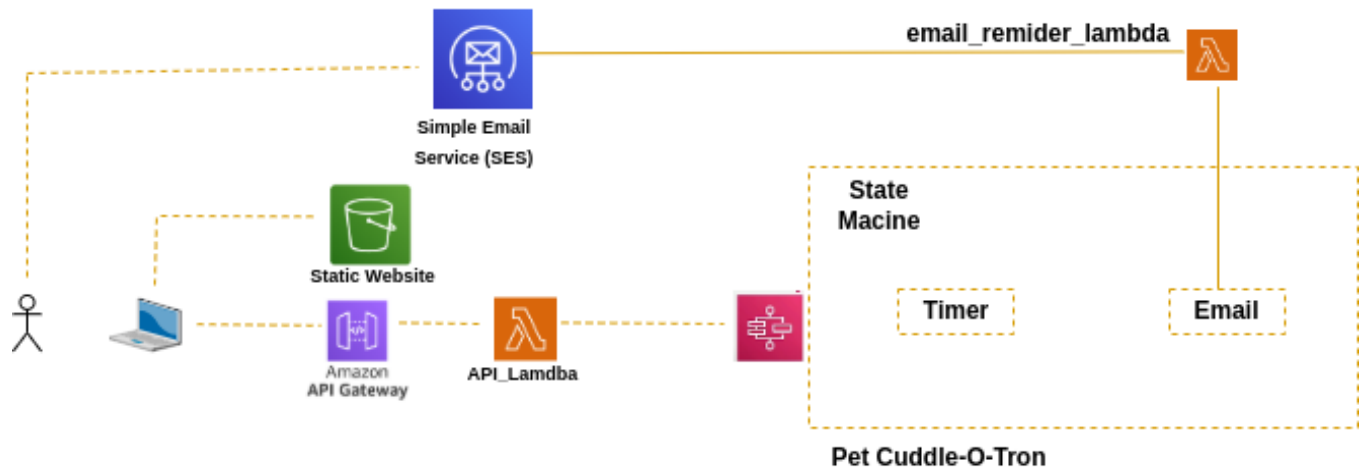 email_remider_lambda
Simple Email
Service (SES)
State
Macine
Static Website
Timer
Email
Amazon
API Gateway
API_Lamdba
Pet Cuddle-O-Tron